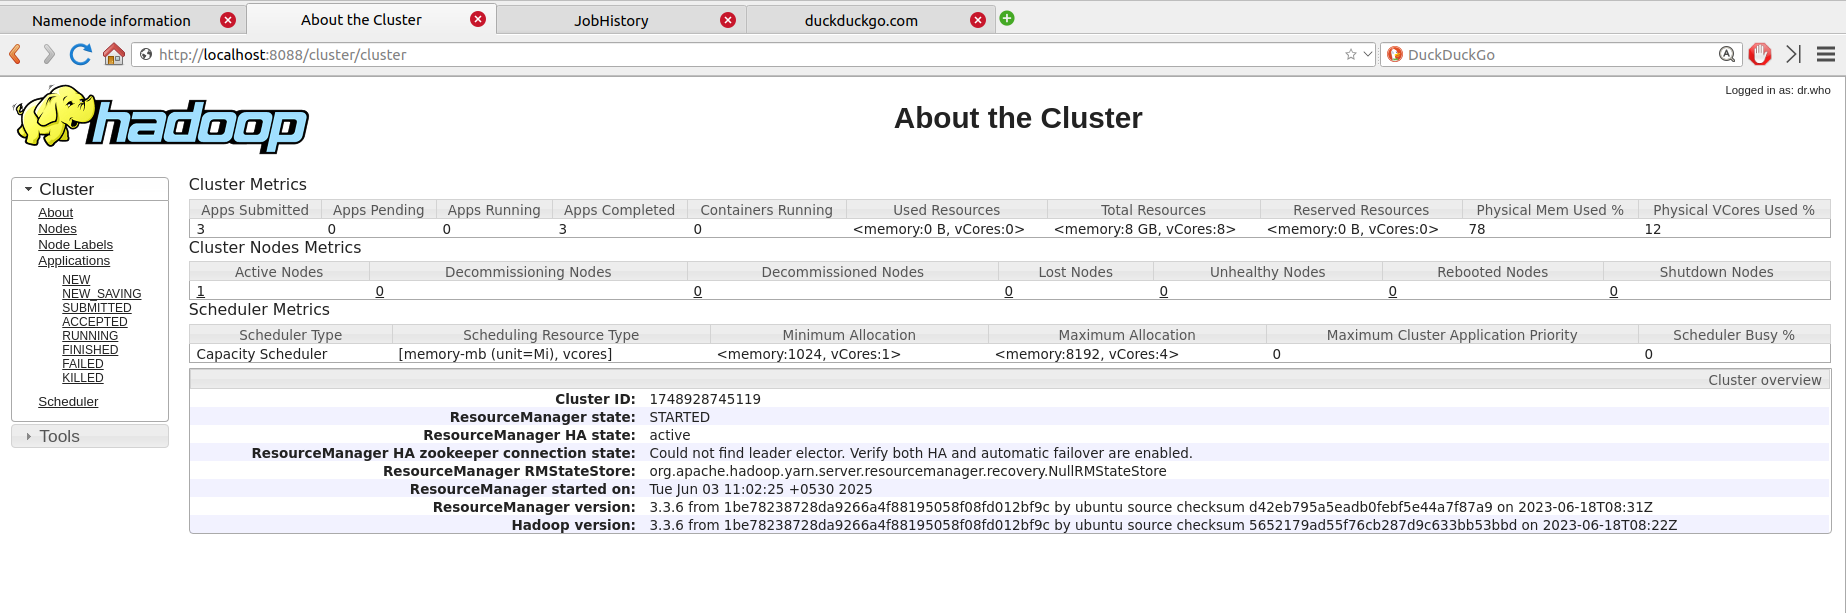 Namenode information About the Cluster JobHistory duckduckgo.com
http://localhost:8088/cluster/cluster DuckDuckGo
hadoop
Logged in as: dr.who
About the Cluster
Cluster
About
Nodes
Node Labels
Applications
NEW
NEW_SAVING
SUBMITTED
ACCEPTED
RUNNING
FINISHED
FAILED
KILLED
Scheduler
Tools
Cluster Metrics
Apps Submitted Apps Pending Apps Running Apps Completed Containers Running Used Resources Total Resources Reserved Resources Physical Mem Used % Physical VCores Used %
3 0 0 3 0 <memory:0 B, vCores:0> <memory:8 GB, vCores:8> <memory:0 B, vCores:0> 78 12
Cluster Nodes Metrics
Active Nodes Decommissioning Nodes Decommissioned Nodes Lost Nodes Unhealthy Nodes Rebooted Nodes Shutdown Nodes
1 0 0 0 0 0 0
Scheduler Metrics
Scheduler Type Scheduling Resource Type Minimum Allocation Maximum Allocation Maximum Cluster Application Priority Scheduler Busy %
Capacity Scheduler [memory-mb (unit=Mi), vcores] <memory:1024, vCores:1> <memory:8192, vCores:4> 0 0
Cluster overview
Cluster ID: 1748928745119
ResourceManager state: STARTED
ResourceManager HA state: active
ResourceManager HA zookeeper connection state: Could not find leader elector. Verify both HA and automatic failover are enabled.
ResourceManager RMStateStore: org.apache.hadoop.yarn.server.resourcemanager.recovery.NullRMStateStore
ResourceManager started on: Tue Jun 03 11:02:25 +0530 2025
ResourceManager version: 3.3.6 from 1be78238728da9266a4f88195058f08fd012bf9c by ubuntu source checksum d42eb795a5eadb0febf5e44a7f87a9 on 2023-06-18T08:31Z
Hadoop version: 3.3.6 from 1be78238728da9266a4f88195058f08fd012bf9c by ubuntu source checksum 5652179ad55f76cb287d9c633bb53bbd on 2023-06-18T08:22Z